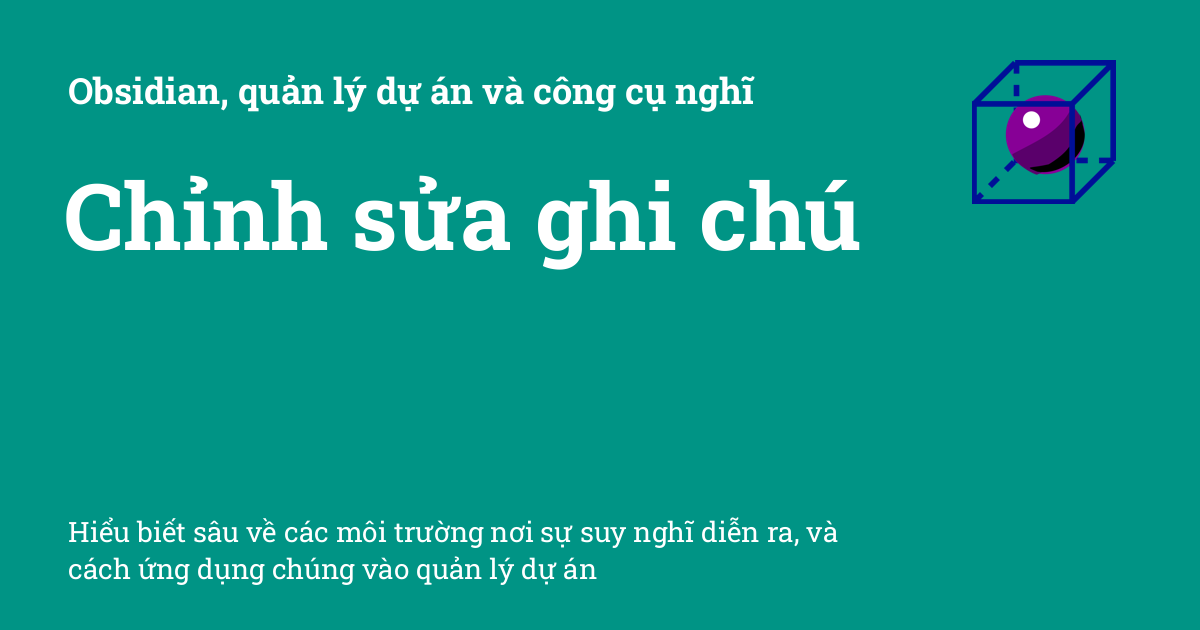 Obsidian, quản lý dự án và công cụ nghĩ
Chỉnh sửa ghi chú
Hiểu biết sâu về các môi trường nơi sự suy nghĩ diễn ra, và
cách ứng dụng chúng vào quản lý dự án